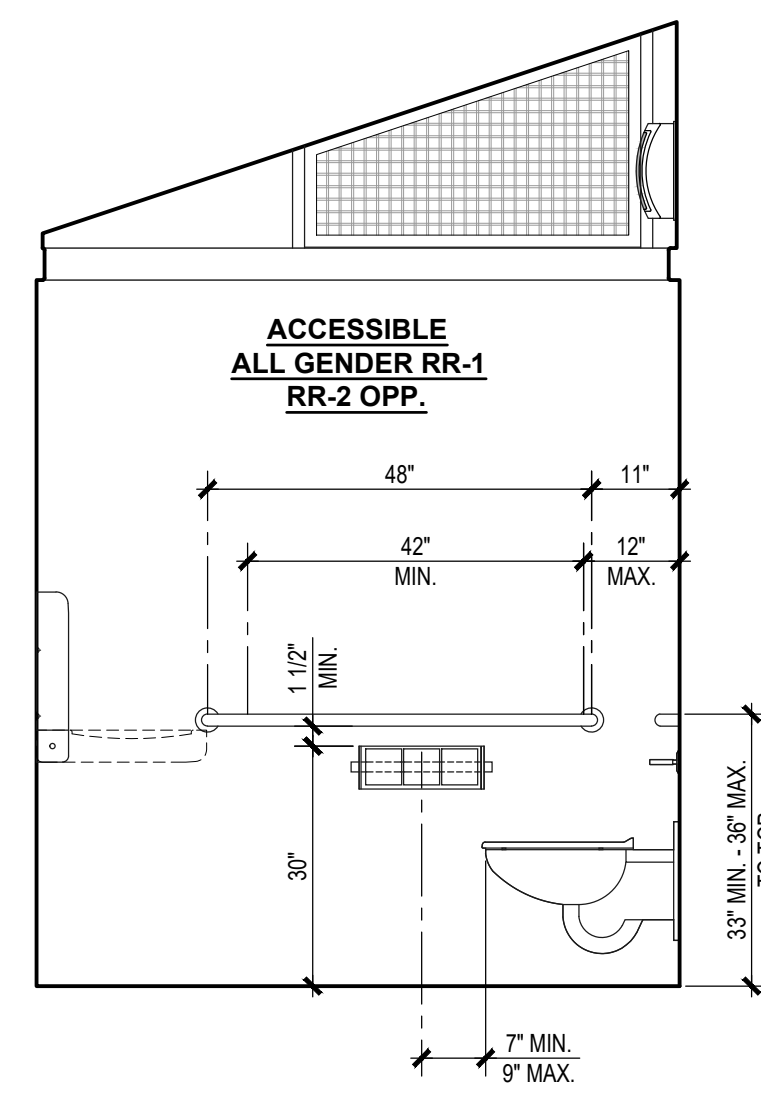 ACCESSIBLE
ALL GENDER RR-1
RR-2 OPP.
48"
11"
42"
MIN.
12"
MAX.
1 1/2"
MIN.
30"
33" MIN. - 36" MAX.
7" MIN.
9" MAX.